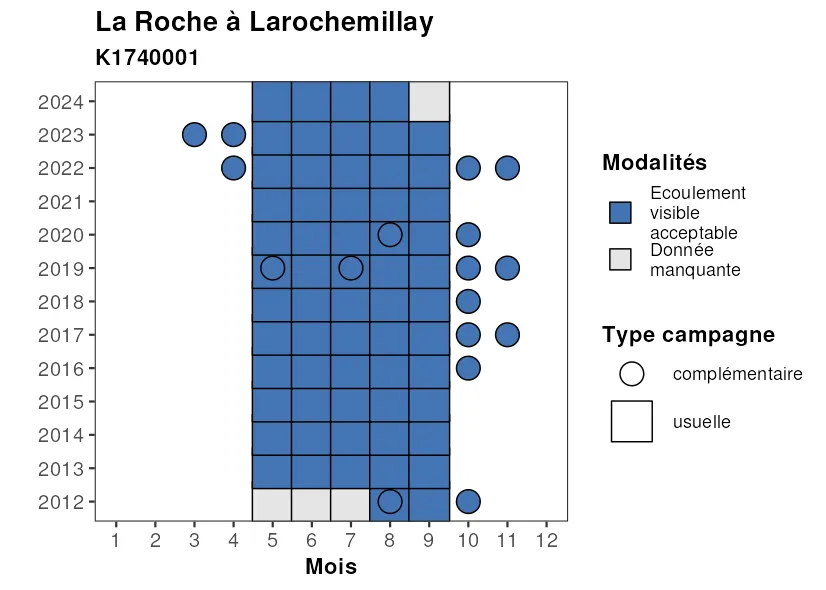 La Roche à Larochemillay
K1740001
2024
2023
2022
2021
2020
2019
2018
2017
2016
2015
2014
2013
2012
1 2 3 4 5 6 7 8 9 10 11 12
Mois
Modalités
Ecoulement
visible
acceptable
Donnée
manquante
Type campagne
complémentaire
usuelle